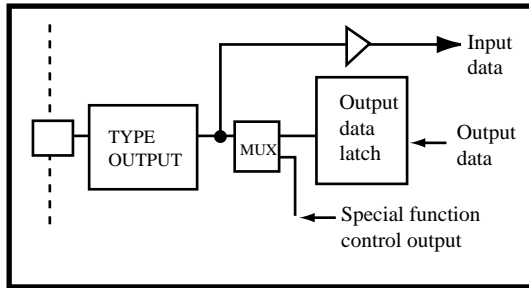 Input
data
TYPE
OUTPUT
MUX
Output
data
latch
Output
data
Special function
control output